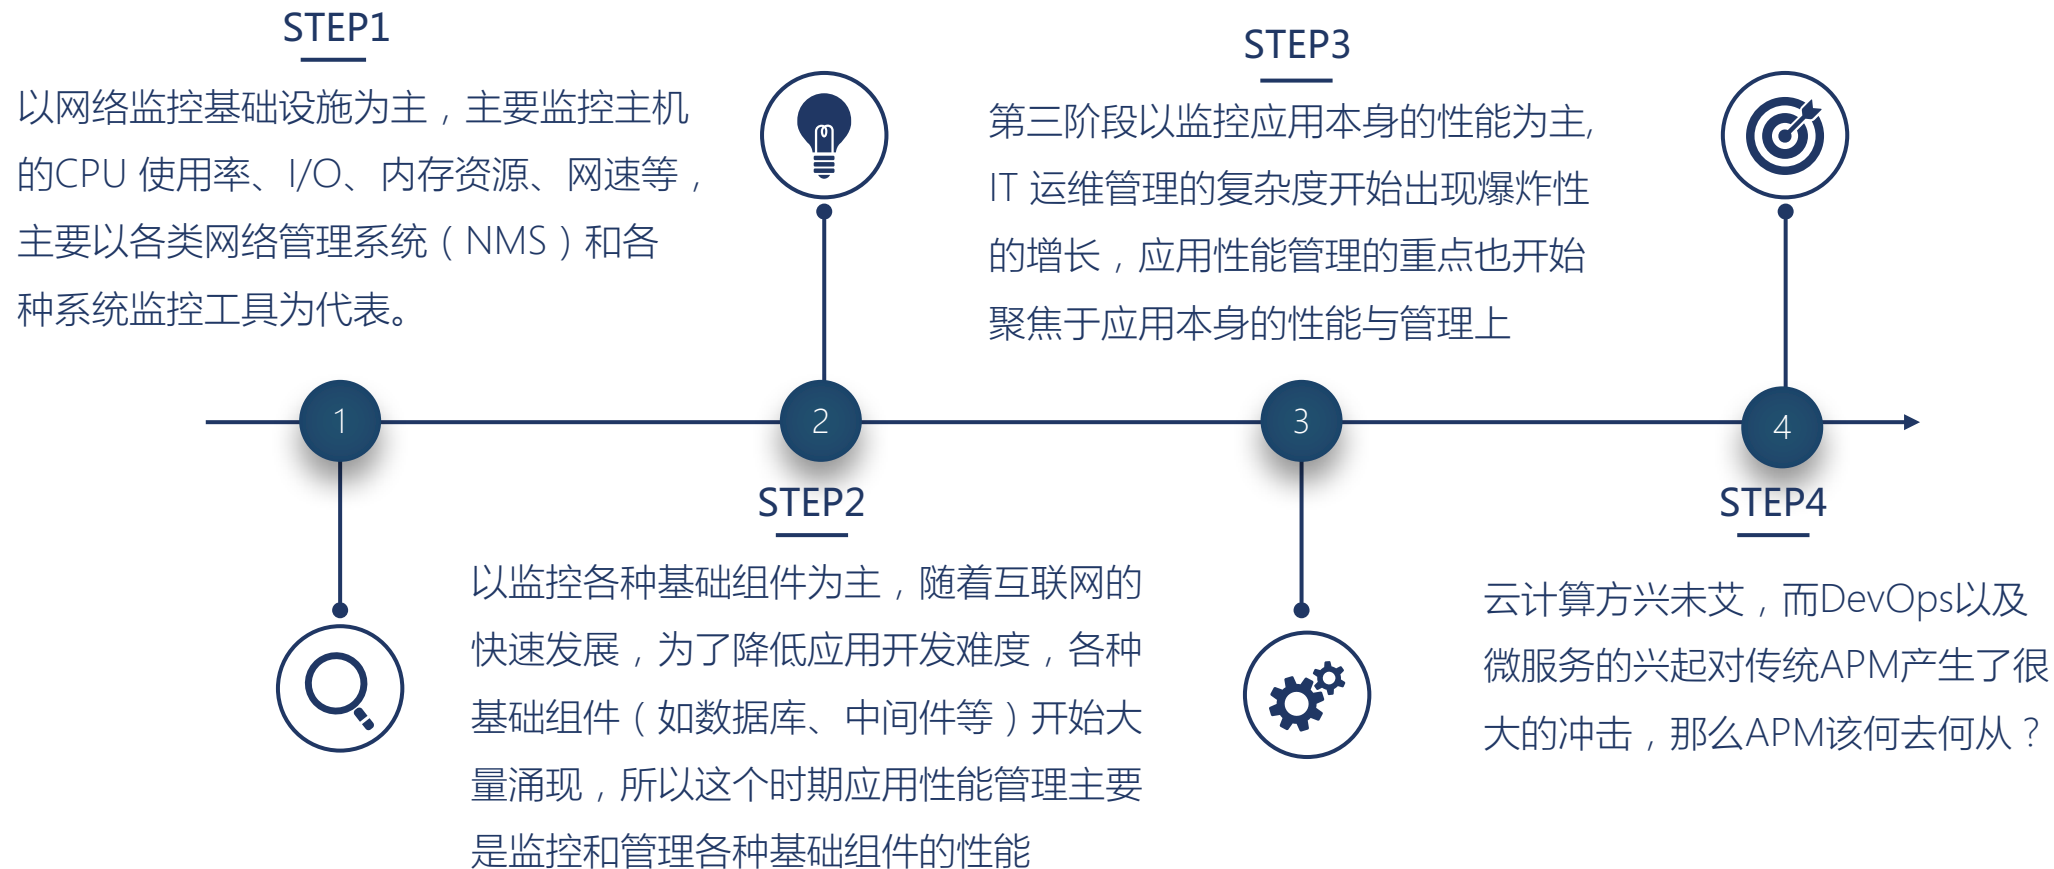 STEP1
以网络监控基础设施为主，主要监控主机
的CPU 使用率、I/O、内存资源、网速等，
主要以各类网络管理系统（NMS）和各
种系统监控工具为代表。
STEP3
第三阶段以监控应用本身的性能为主,
IT 运维管理的复杂度开始出现爆炸性
的增长，应用性能管理的重点也开始
聚焦于应用本身的性能与管理上
1
2
3
4
STEP2
以监控各种基础组件为主，随着互联网的
快速发展，为了降低应用开发难度，各种
基础组件（如数据库、中间件等）开始大
量涌现，所以这个时期应用性能管理主要
是监控和管理各种基础组件的性能
STEP4
云计算方兴未艾，而DevOps以及
微服务的兴起对传统APM产生了很
大的冲击，那么APM该何去何从？